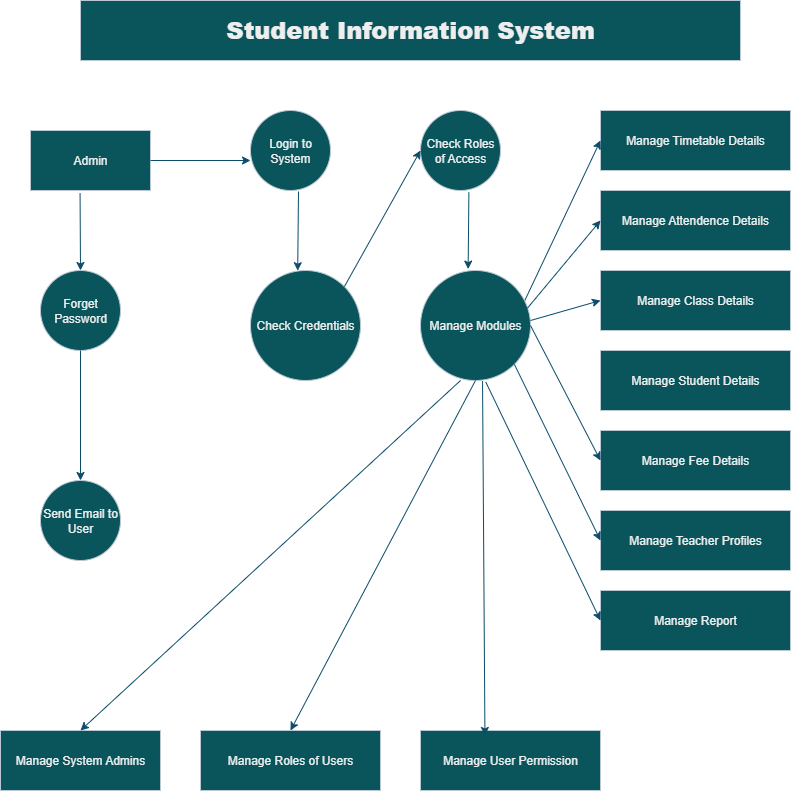 Student Information System
Admin
Login to
System
Check Roles
of Access
Manage Timetable Details
Manage Attendence Details
Forget
Password
Check Credentials
Manage Modules
Manage Class Details
Manage Student Details
Manage Fee Details
Send Email to
User
Manage Teacher Profiles
Manage Report
Manage System Admins
Manage Roles of Users
Manage User Permission